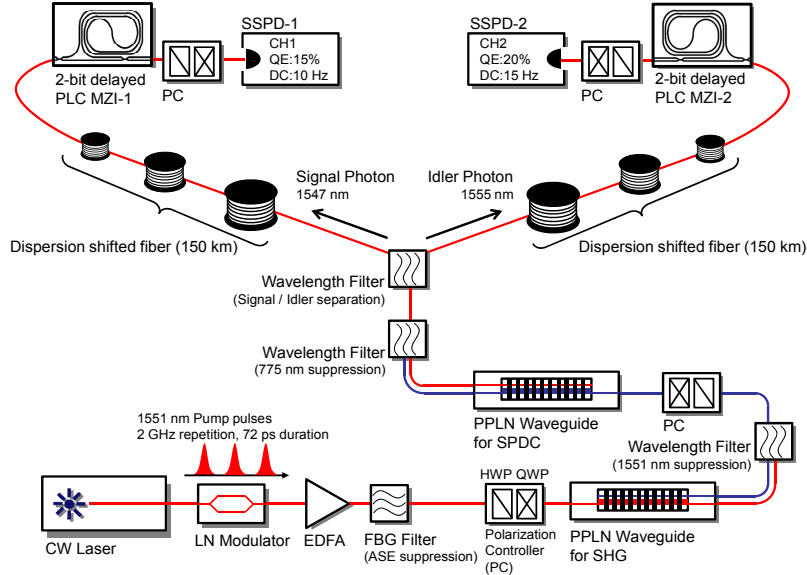 SSPD-1
CH1
QE:15%
DC:10 Hz
2-bit delayed
PLC MZI-1
PC
SSPD-2
CH2
QE:20%
DC:15 Hz
PC
2-bit delayed
PLC MZI-2
Signal Photon
1547 nm
Idler Photon
1555 nm
Dispersion shifted fiber (150 km)
Dispersion shifted fiber (150 km)
Wavelength Filter
(Signal / Idler separation)
Wavelength Filter
(775 nm suppression)
PPLN Waveguide
for SPDC
PC
Wavelength Filter
(1551 nm suppression)
1551 nm Pump pulses
2 GHz repetition, 72 ps duration
CW Laser
LN Modulator
EDFA
FBG Filter
(ASE suppression)
HWP QWP
Polarization
Controller
(PC)
PPLN Waveguide
for SHG